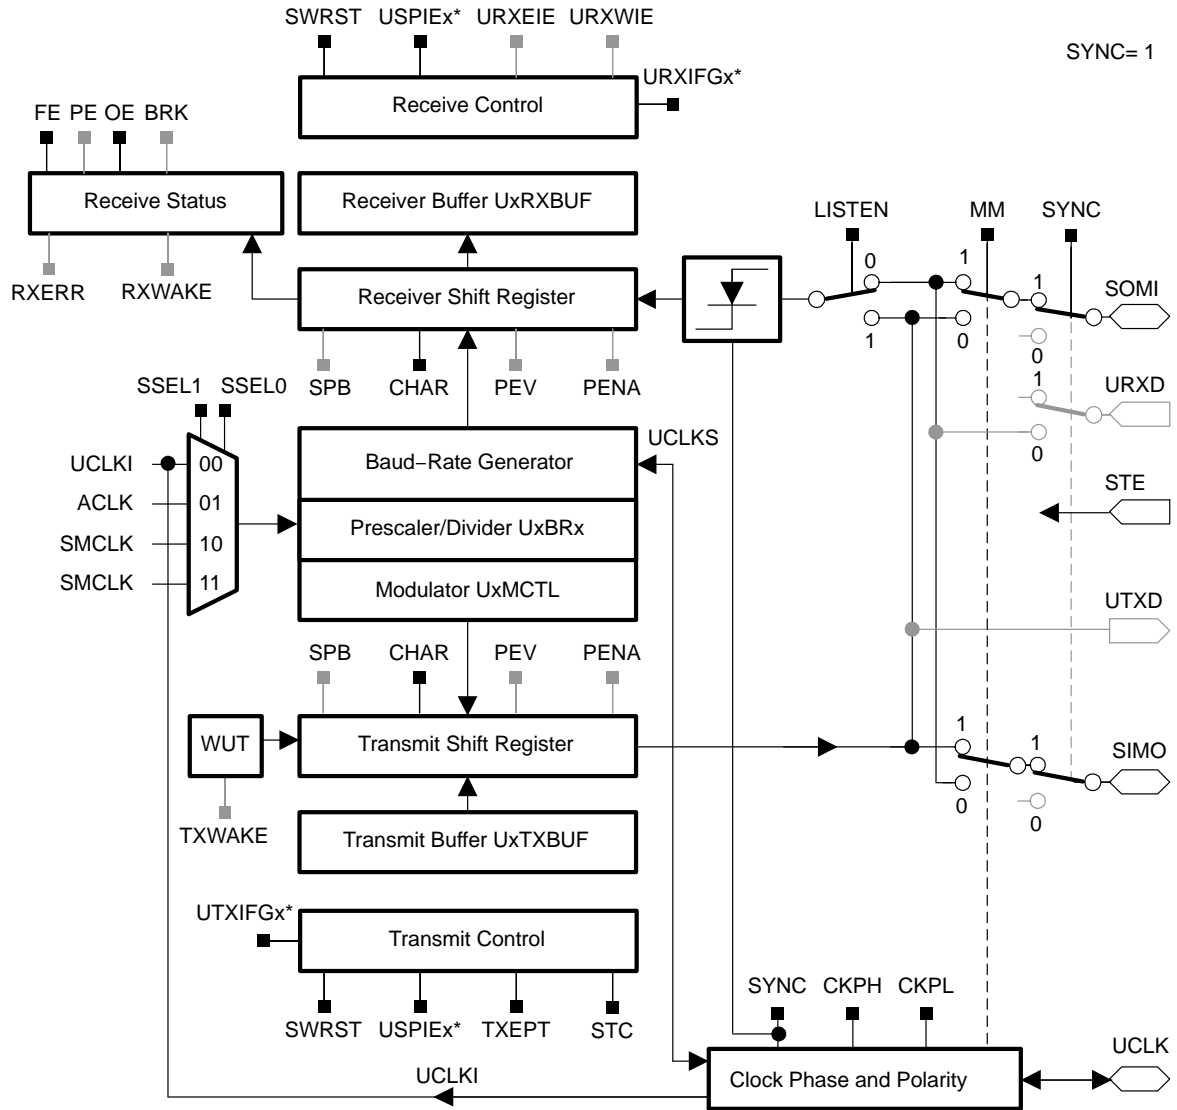 SWRST USPIEx* URXEIE URXWIE
SYNC= 1
URXIFGx*
Receive Control
FE PE OE BRK
Receive Status
Receiver Buffer UxRXBUF
LISTEN MM SYNC
RXERR RXWAKE
Receiver Shift Register
0 1 1
SOMI
1 0 0
SPB CHAR PEV PENA
SSEL1 SSEL0
1
URXD
0
UCLKS
UCLKI 00
Baud−Rate Generator
ACLK 01
STE
Prescaler/Divider UxBRx
SMCLK 10
SMCLK 11
Modulator UxMCTL
UTXD
SPB CHAR PEV PENA
WUT
Transmit Shift Register
1 1
SIMO
0 0
TXWAKE
Transmit Buffer UxTXBUF
UTXIFGx*
Transmit Control
SWRST USPIEx* TXEPT STC
SYNC CKPH CKPL
UCLK
UCLKI
Clock Phase and Polarity